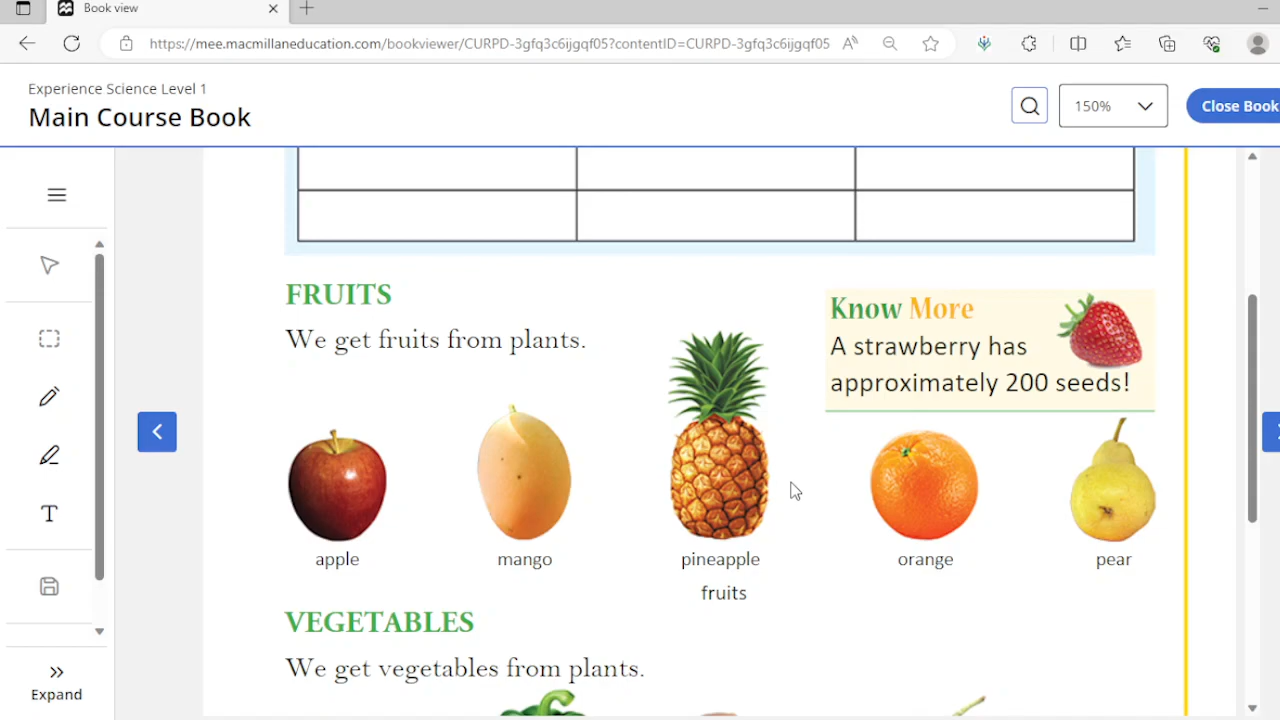 Book view
https://mee.macmillaneducation.com/bookviewer/CURPD-3gfq3c6ijgqf05?contentID=CURPD-3gfq3c6ijgqf05
Experience Science Level 1
Main Course Book
150%
Close Book
FRUITS
We get fruits from plants.
Know More
A strawberry has
approximately 200 seeds!
apple
mango
pineapple
orange
pear
fruits
VEGETABLES
We get vegetables from plants.
T
Expand